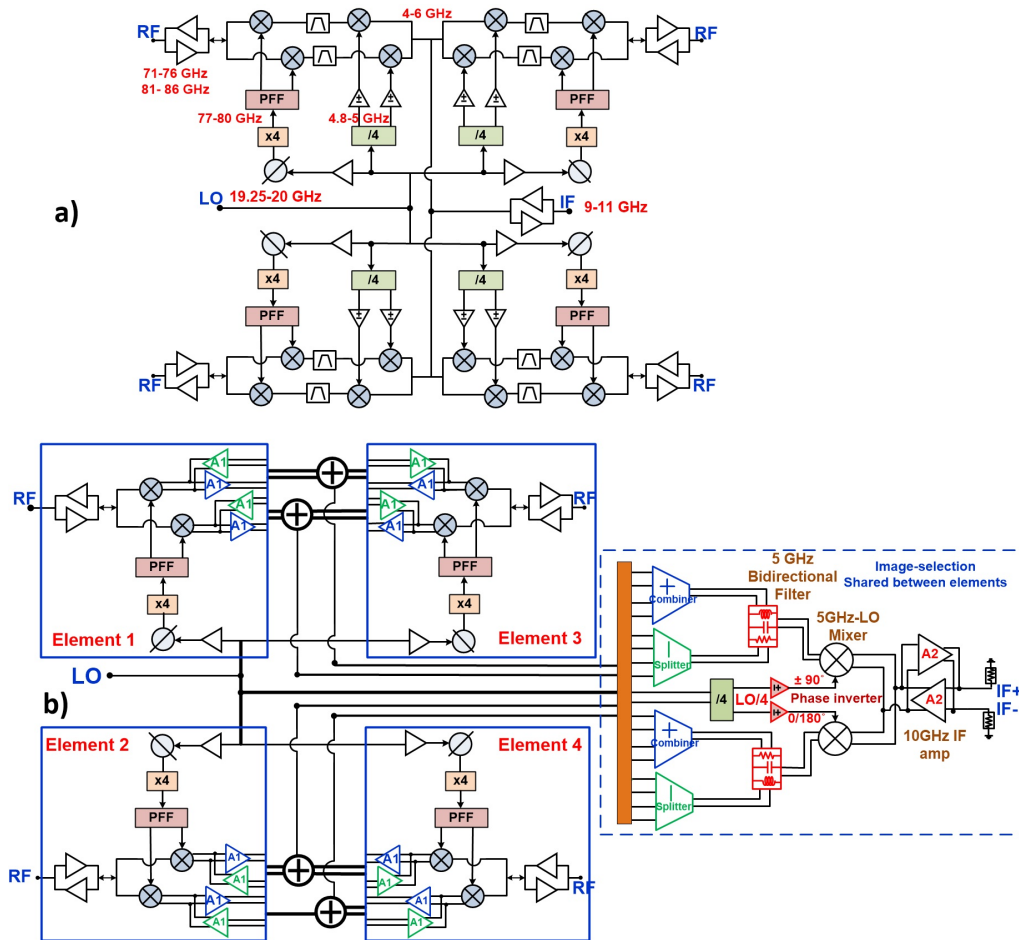 4-6 GHz
RF
RF
71-76 GHz
81- 86 GHz
PFF
± ±
± ±
PFF
77-80 GHz
4.8-5 GHz
x4
/4
/4
x4
LO
19.25-20 GHz
a)
IF
9-11 GHz
x4
/4
/4
x4
PFF
± ±
± ±
PFF
RF
RF
A1
A1
A1
A1
RF
A1
A1
A1
A1
RF
PFF
PFF
x4
x4
Element 1
Element 3
LO
b)
Element 2
Element 4
x4
x4
PFF
PFF
RF
A1
A1
A1
A1
A1
A1
A1
A1
RF
5 GHz
Bidirectional
Filter
Image-selection
Shared between elements
+
Combiner
5GHz-LO
Mixer
Splitter
A2
± 90°
/4
LO/4
Phase inverter
IF+
IF-
0/180°
A2
+
Combiner
10GHz IF
amp
Splitter